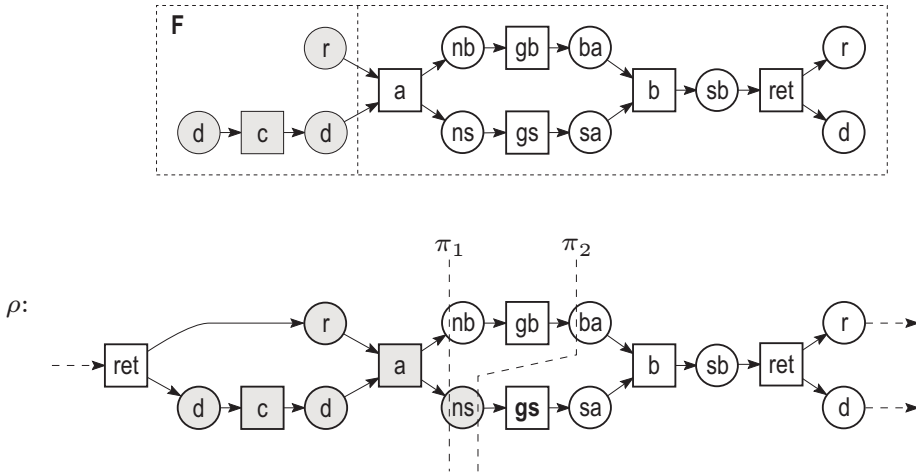 F
r nb gb ba r
a b sb ret
d c d ns gs sa d
π₁ π₂
ρ:
r nb gb ba r
ret a b sb ret
d c d ns gs sa d